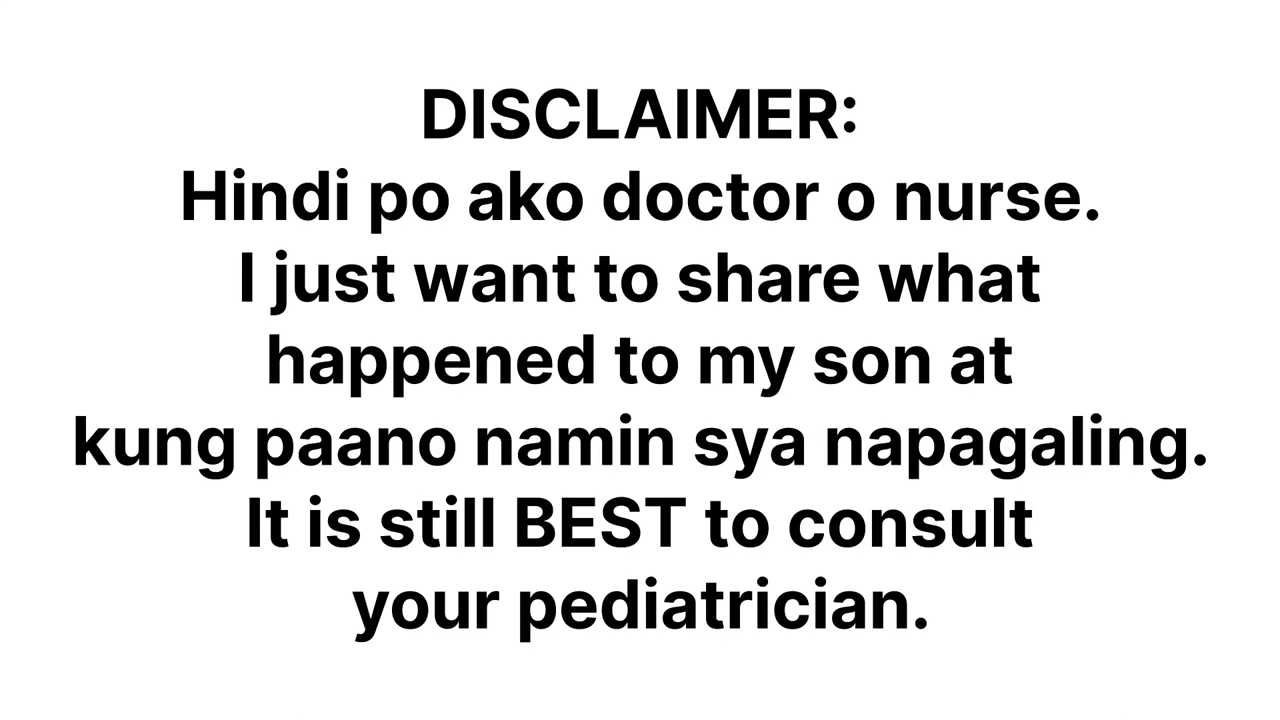 DISCLAIMER:
Hindi po ako doctor o nurse.
I just want to share what
happened to my son at
kung paano namin sya napagaling.
It is still BEST to consult
your pediatrician.